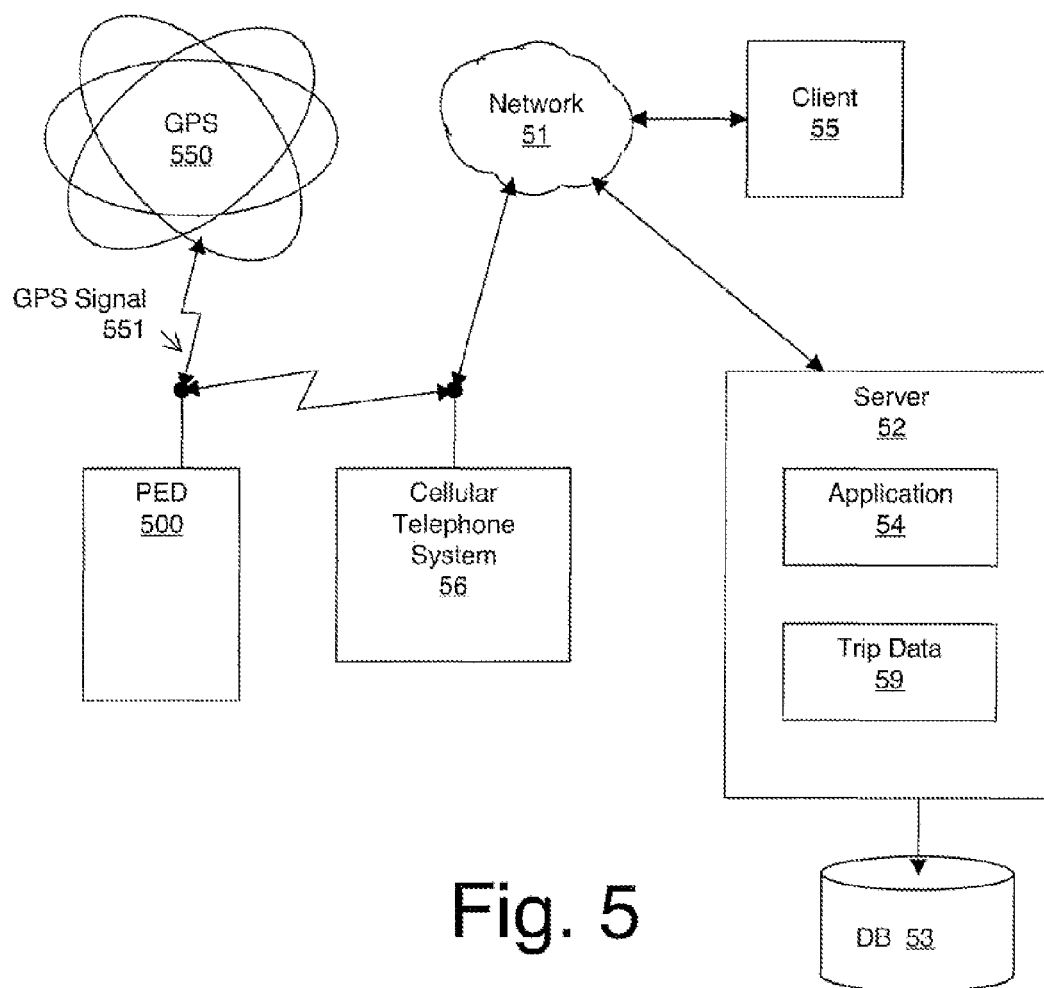 GPS
550
Network
51
Client
55
GPS Signal
551
PED
500
Cellular
Telephone
System
56
Server
52
Application
54
Trip Data
59
DB 53
Fig. 5